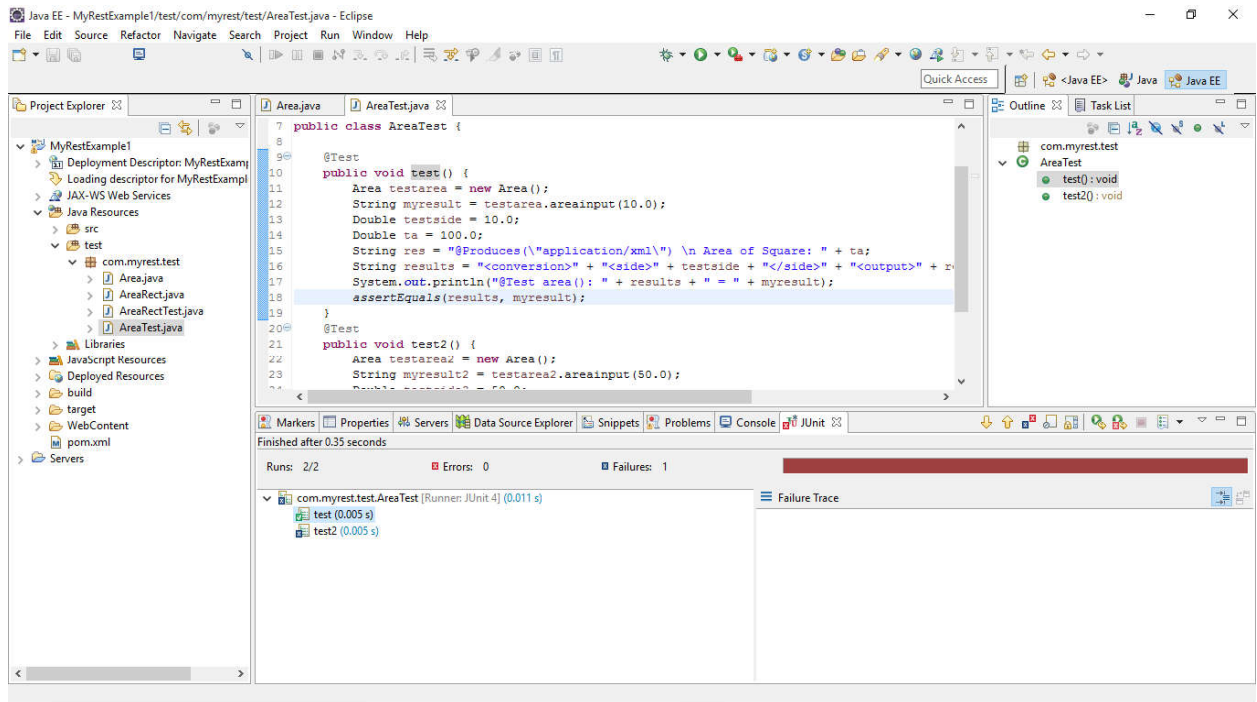 Java EE - MyRestExample1/test/com/myrest/test/AreaTest.java - Eclipse
File Edit Source Refactor Navigate Search Project Run Window Help
Quick Access
<Java EE> Java Java EE
Project Explorer
MyRestExample1
Deployment Descriptor: MyRestExamp
Loading descriptor for MyRestExampl
JAX-WS Web Services
Java Resources
src
test
com.myrest.test
Area.java
AreaRect.java
AreaRectTest.java
AreaTest.java
Libraries
JavaScript Resources
Deployed Resources
build
target
WebContent
pom.xml
Servers
Area.java AreaTest.java
7 public class AreaTest {
8
9 @Test
10 public void test() {
11 Area testarea = new Area();
12 String myresult = testarea.areainput(10.0);
13 Double testside = 10.0;
14 Double ta = 100.0;
15 String res = "@Produces(\"application/xml\") \n Area of Square: " + ta;
16 String results = "<conversion>" + "<side>" + testside + "</side>" + "<output>" + r
17 System.out.println("@Test area(): " + results + " = " + myresult);
18 assertEquals(results, myresult);
19 }
20 @Test
21 public void test2() {
22 Area testarea2 = new Area();
23 String myresult2 = testarea2.areainput(50.0);
Outline Task List
com.myrest.test
AreaTest
test() : void
test2() : void
Markers Properties Servers Data Source Explorer Snippets Problems Console JUnit
Finished after 0.35 seconds
Runs: 2/2 Errors: 0 Failures: 1
com.myrest.test.AreaTest [Runner: JUnit 4] (0.011 s)
test (0.005 s)
test2 (0.005 s)
Failure Trace